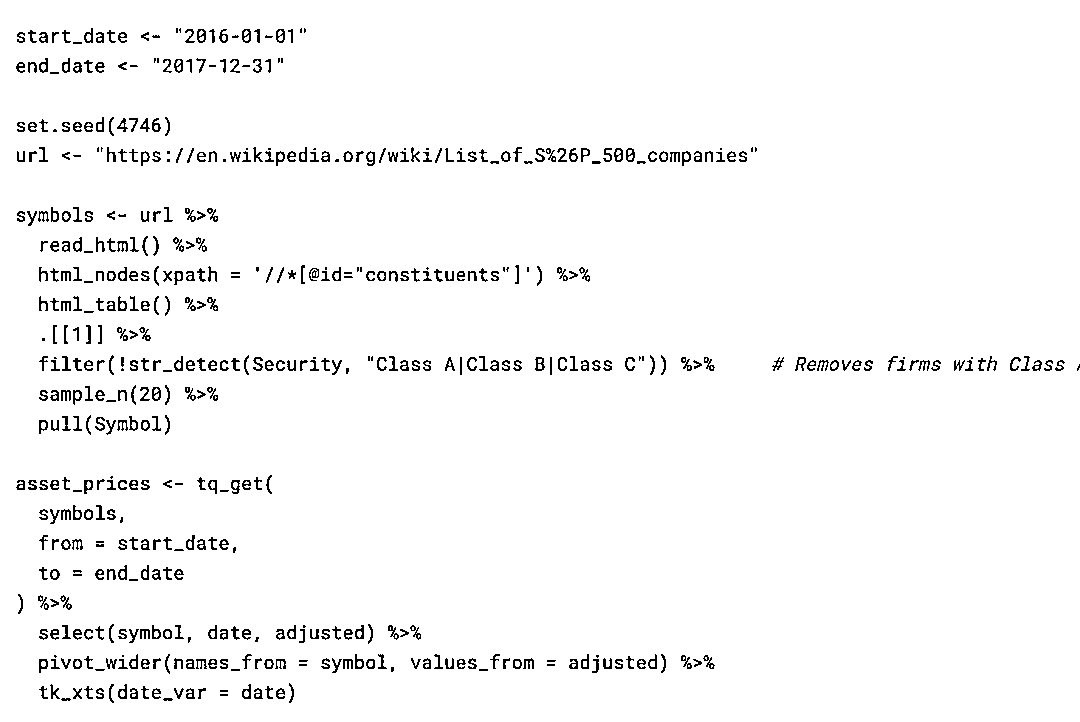 start_date <- "2016-01-01"
end_date <- "2017-12-31"
set.seed(4746)
url <- "https://en.wikipedia.org/wiki/List_of_S%26P_500_companies"
symbols <- url %>%
  read_html() %>%
  html_nodes(xpath = '//*[@id="constituents"]') %>%
  html_table() %>%
  .[[1]] %>%
  filter(!str_detect(Security, "Class A|Class B|Class C")) %>%     # Removes firms with Class
  sample_n(20) %>%
  pull(Symbol)
asset_prices <- tq_get(
  symbols,
  from = start_date,
  to = end_date
) %>%
  select(symbol, date, adjusted) %>%
  pivot_wider(names_from = symbol, values_from = adjusted) %>%
  tk_xts(date_var = date)